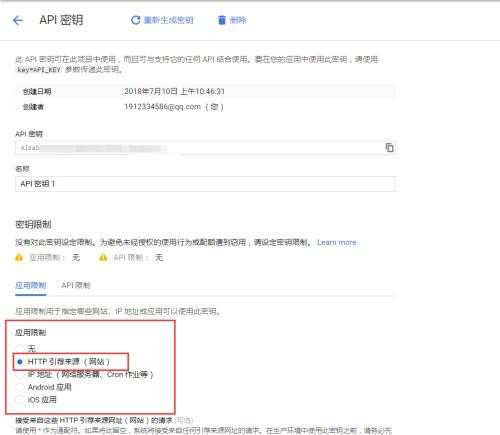 API 密钥
重新生成密钥
删除
此 API 密钥可在此项目中使用，而且可与支持它的任何 API 结合使用。要在您的应用中使用此密钥，请使用
key=API_KEY 参数传递此密钥。
创建日期 2018年7月10日 上午10:46:31
创建者 1912334586@qq.com （您）
API 密钥
AIzaS
名称
API 密钥 1
密钥限制
没有对此密钥设定限制。为避免未经授权的使用行为或配额遭到窃用，请设定密钥限制。 Learn more
应用限制： 无 API 限制： 无
应用限制 API 限制
应用限制用于指定哪些网站、IP 地址或应用可以使用此密钥。
应用限制
无
HTTP 引荐来源（网站）
IP 地址（网络服务器、Cron 作业等）
Android 应用
iOS 应用
接受来自这些 HTTP 引荐来源网址（网站）的请求 (可选)
请使用 * 作为通配符。如果将此留空，系统将接受来自任何引荐来源网址的请求。在生产环境中使用此密钥之前，请务必先